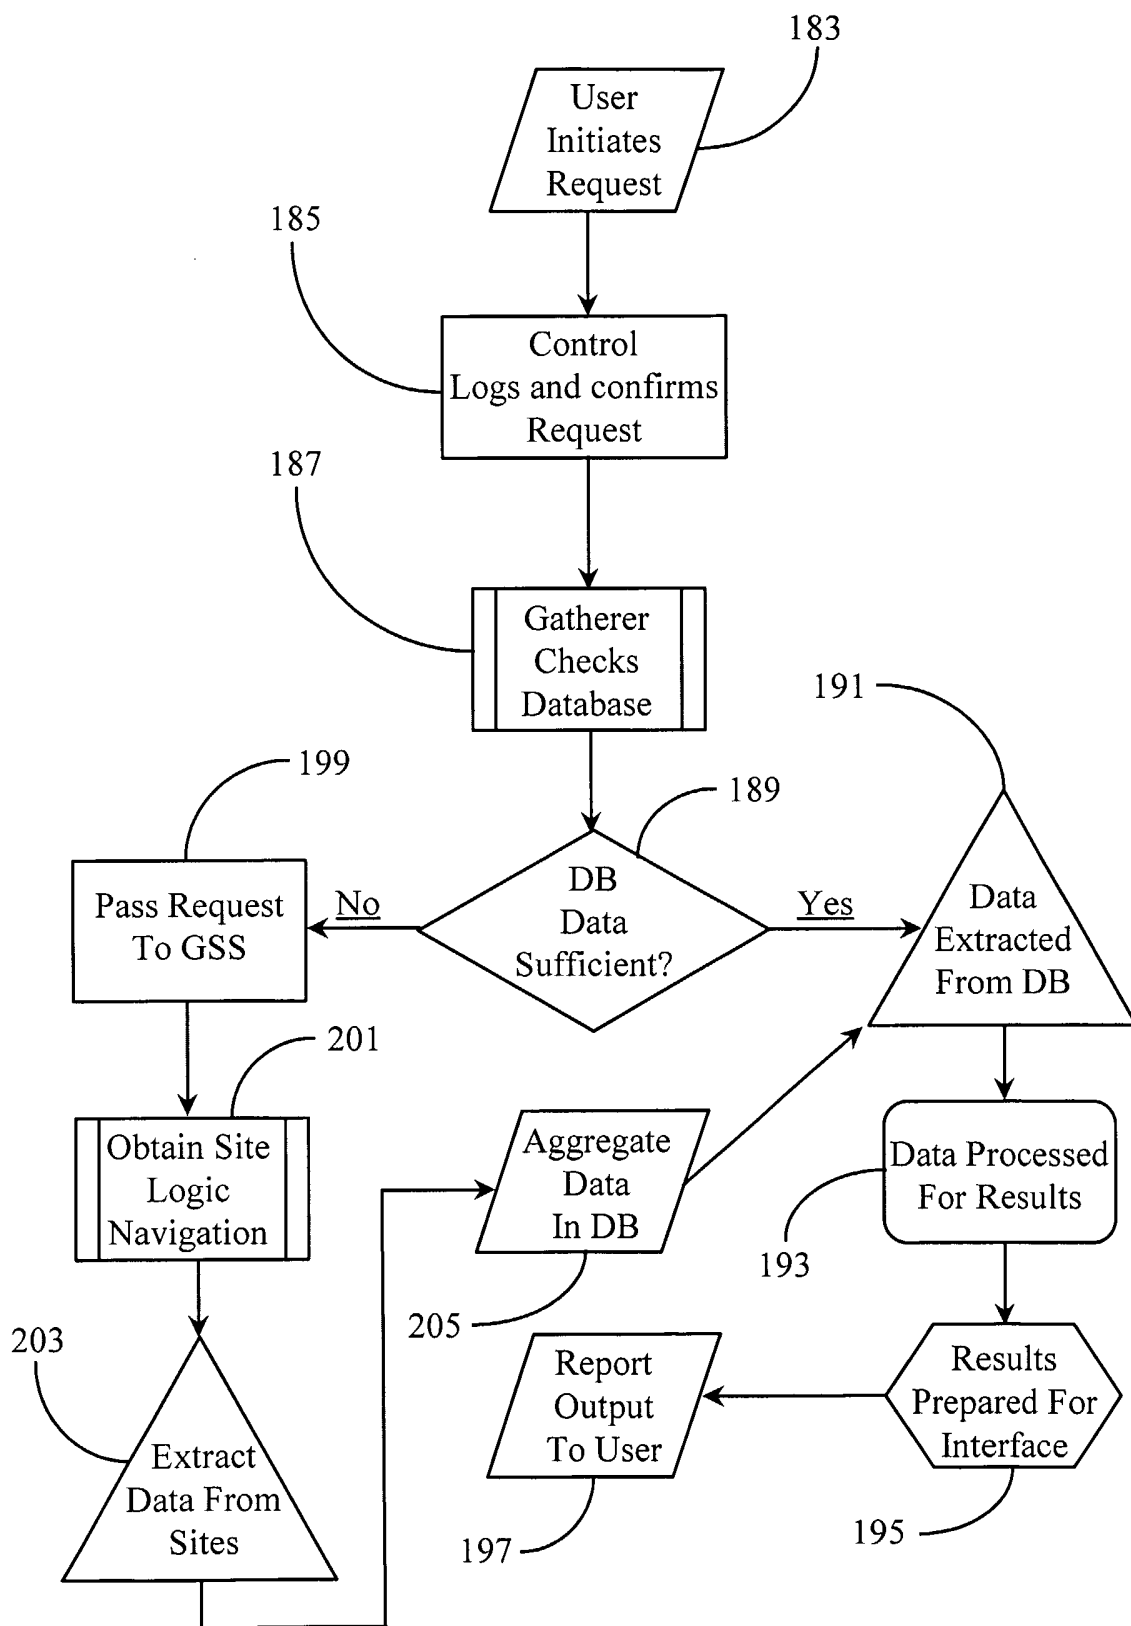 183
User
Initiates
Request
185
Control
Logs and confirms
Request
187
Gatherer
Checks
Database
191
199
189
Pass Request
To GSS
No
DB
Data
Sufficient?
Yes
Data
Extracted
From DB
201
Obtain Site
Logic
Navigation
Aggregate
Data
In DB
Data Processed
For Results
193
205
203
Extract
Data From
Sites
Report
Output
To User
Results
Prepared For
Interface
197
195